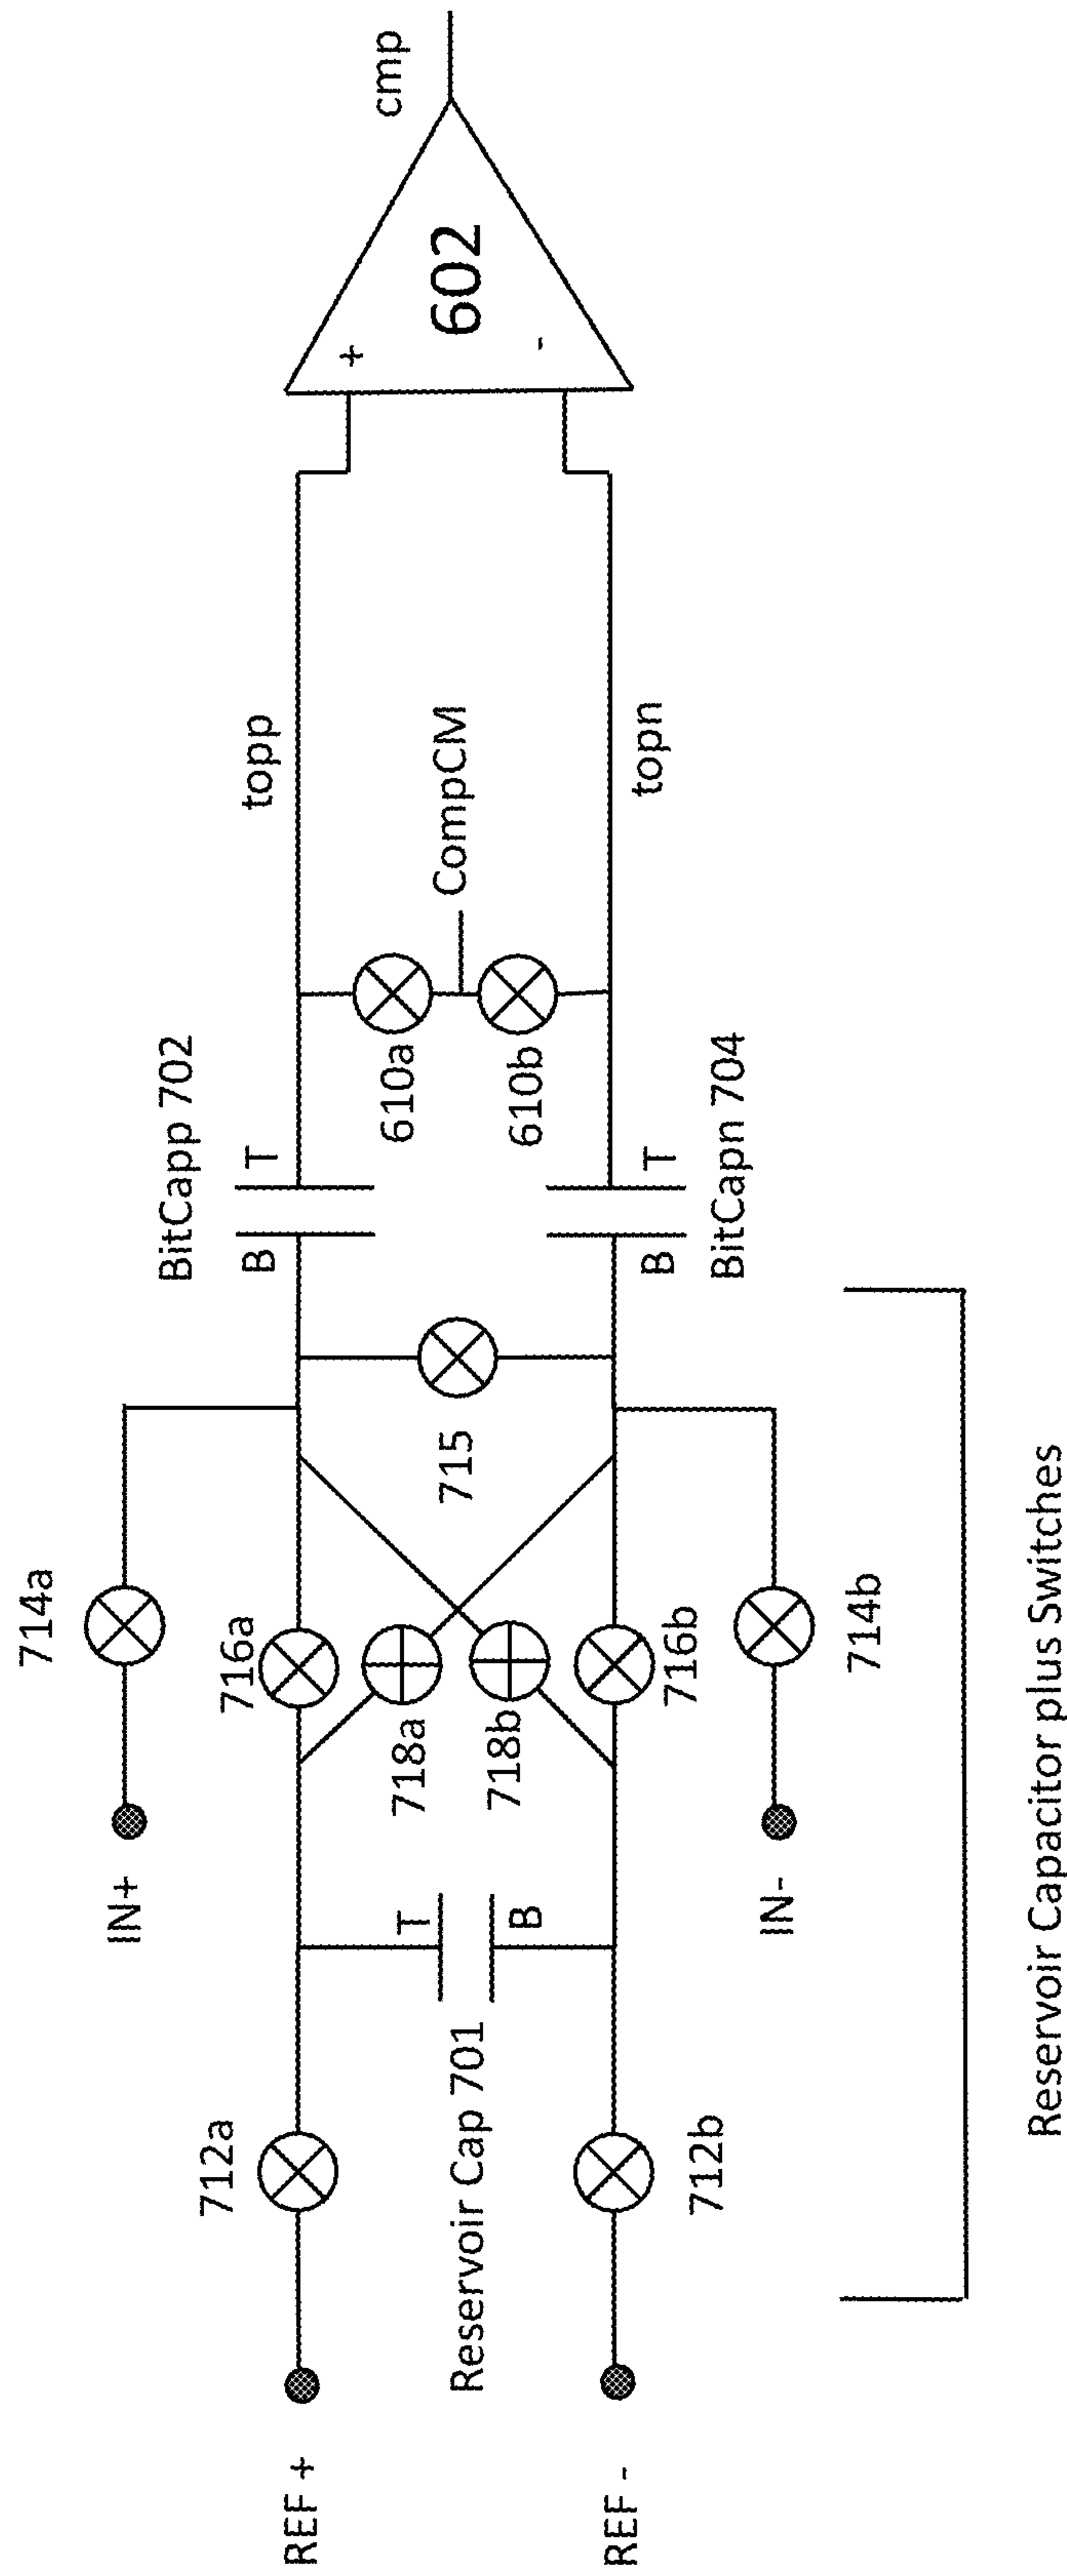 714a
IN+
BitCapp 702
716a
B
T
topp
cmp
712a
REF +
T
718a
610a
+
Reservoir Cap 701
715
CompCM
602
B
718b
610b
-
REF -
712b
716b
B
T
topn
IN-
BitCapn 704
714b
Reservoir Capacitor plus Switches